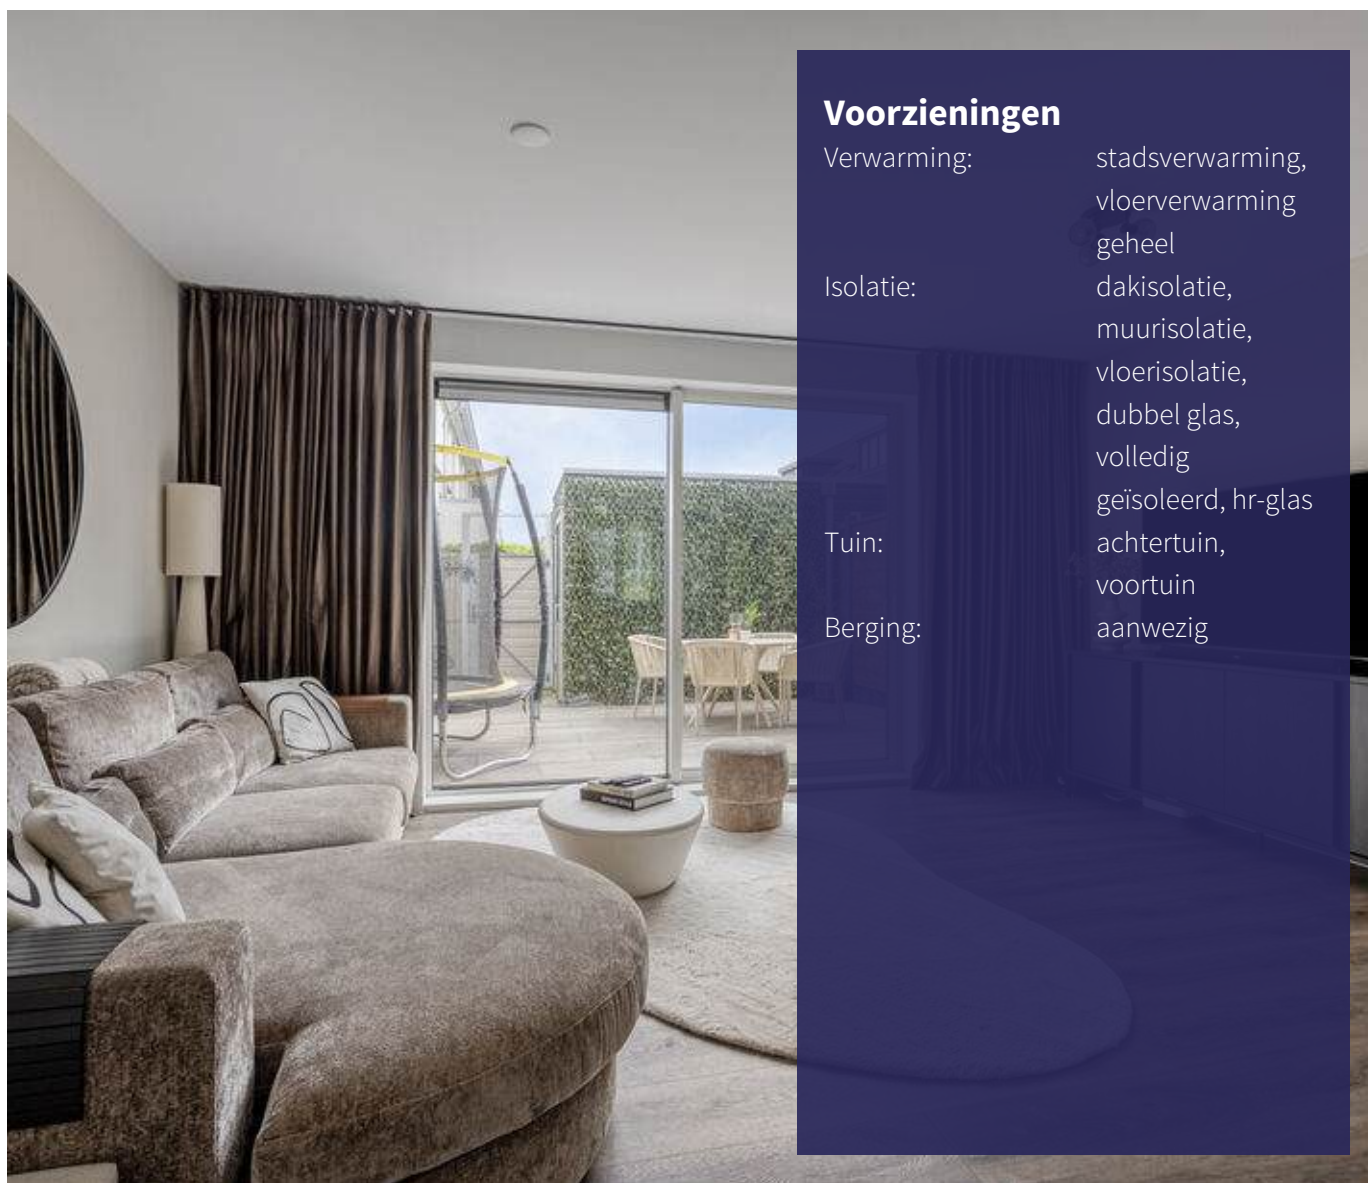 Voorzieningen
Verwarming: stadsverwarming,
vloerverwarming
geheel
Isolatie: dakisolatie,
muurisolatie,
vloerisolatie,
dubbel glas,
volledig
geïsoleerd, hr-glas
Tuin: achtertuin,
voortuin
Berging: aanwezig